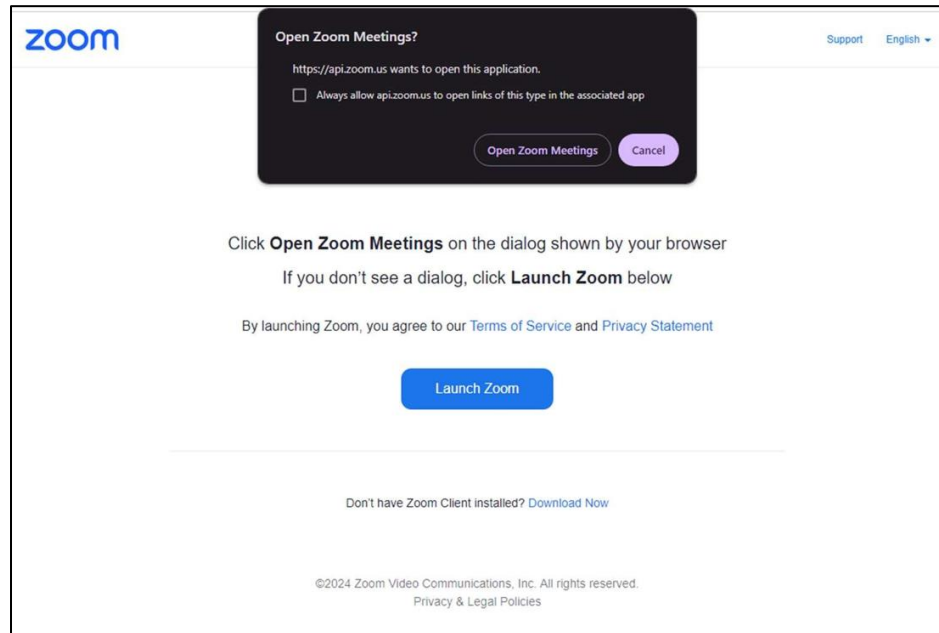 zoom
Support English
Open Zoom Meetings?
https://api.zoom.us wants to open this application.
Always allow api.zoom.us to open links of this type in the associated app
Open Zoom Meetings Cancel
Click Open Zoom Meetings on the dialog shown by your browser
If you don't see a dialog, click Launch Zoom below
By launching Zoom, you agree to our Terms of Service and Privacy Statement
Launch Zoom
Don't have Zoom Client installed? Download Now
©2024 Zoom Video Communications, Inc. All rights reserved.
Privacy & Legal Policies